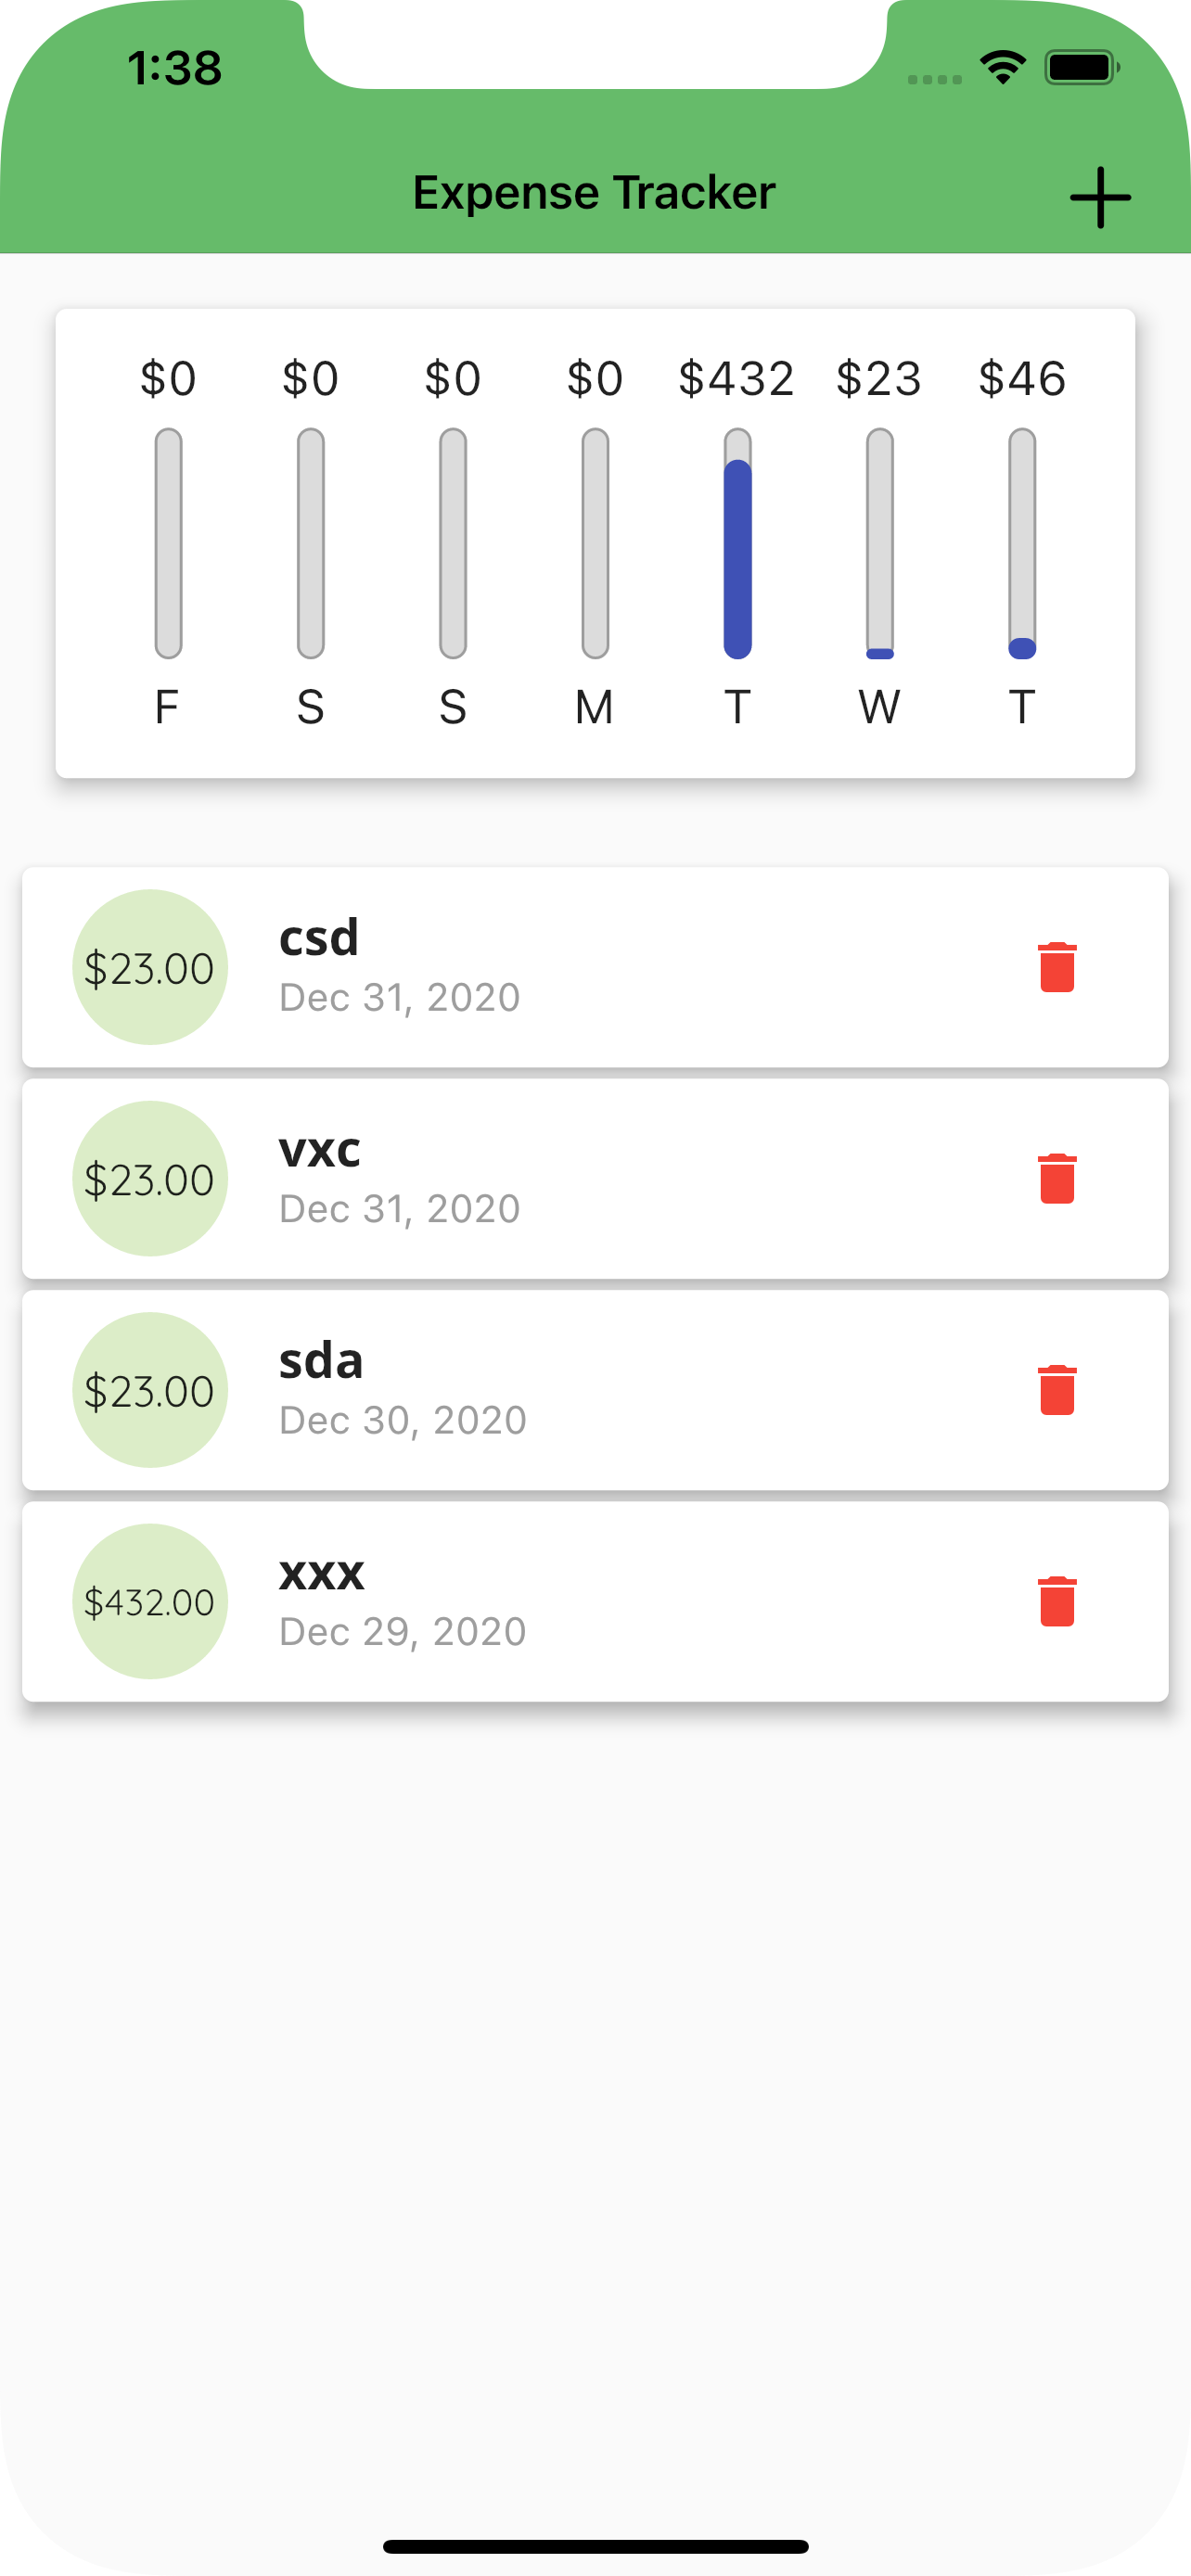 1:38
Expense Tracker
$0 $0 $0 $0 $432 $23 $46
F S S M T W T
$23.00
csd
Dec 31, 2020
$23.00
vxc
Dec 31, 2020
$23.00
sda
Dec 30, 2020
$432.00
xxx
Dec 29, 2020